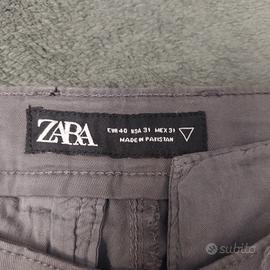 ZARA
EUR 40 USA 31 MEX 31
MADE IN PAKISTAN
subito